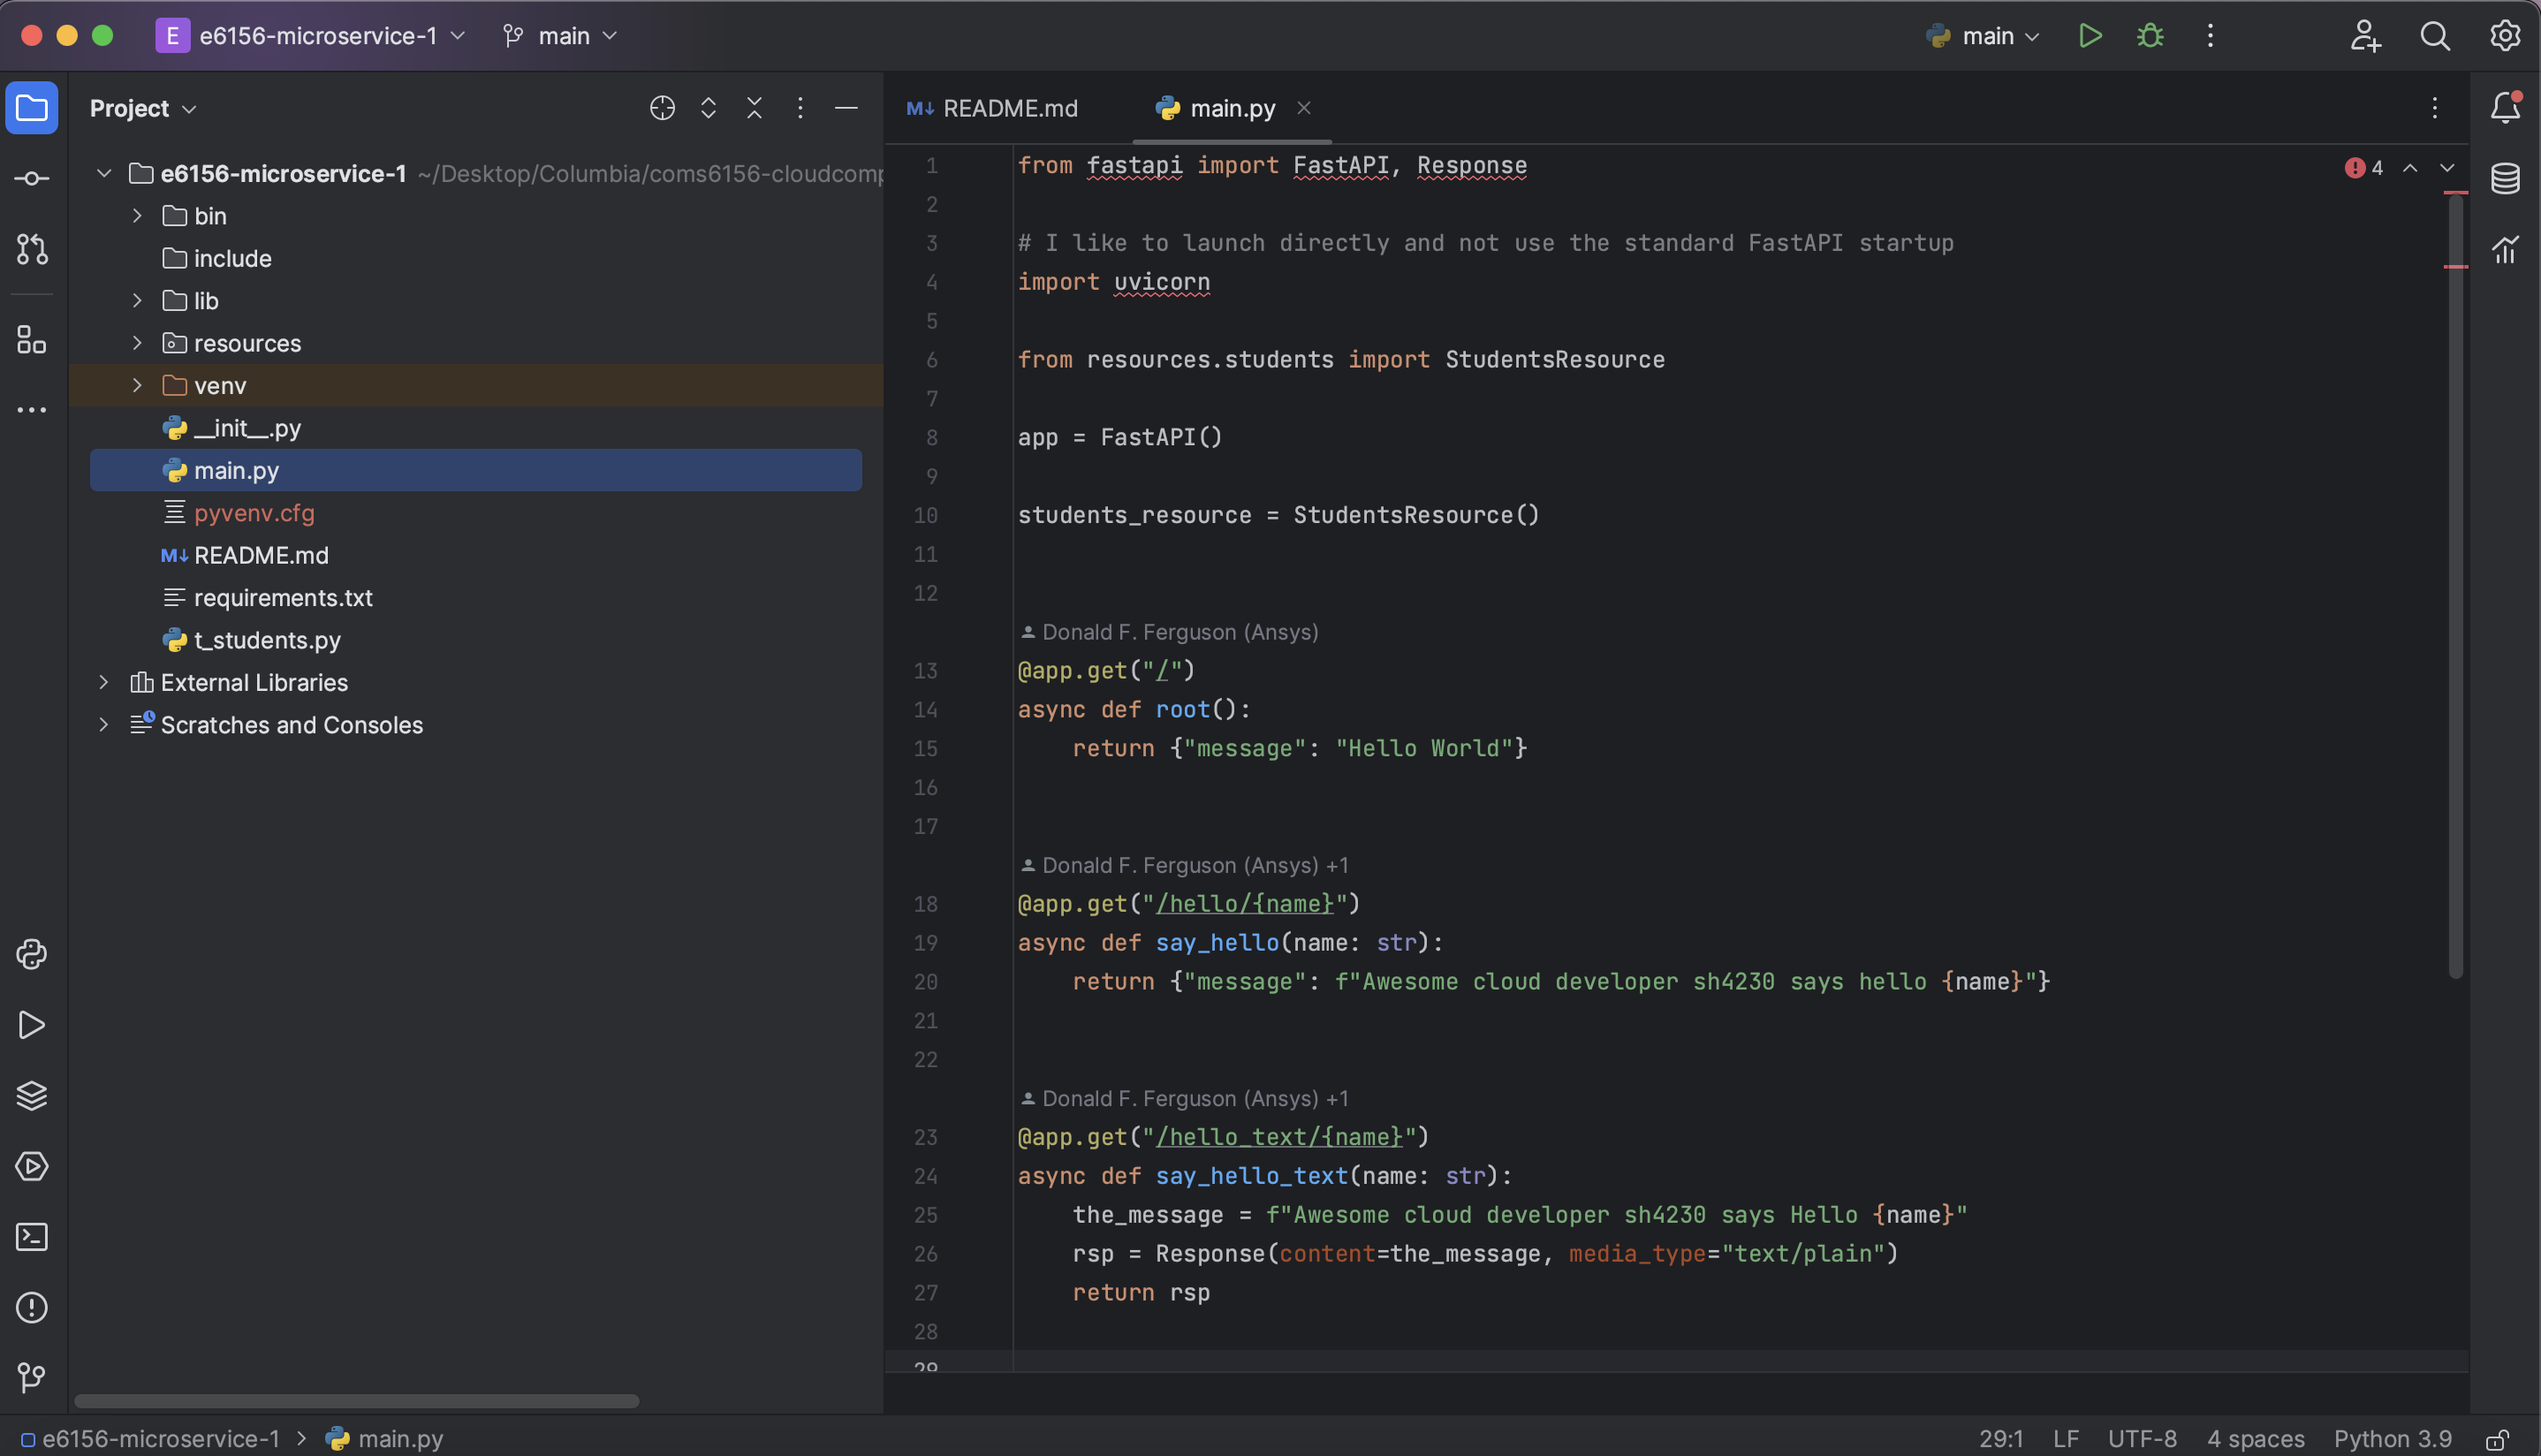 E e6156-microservice-1 main main
Project
e6156-microservice-1 ~/Desktop/Columbia/coms6156-cloudcomp
bin
include
lib
resources
venv
__init__.py
main.py
pyvenv.cfg
M↓ README.md
requirements.txt
t_students.py
External Libraries
Scratches and Consoles
M↓ README.md main.py
4
1 from fastapi import FastAPI, Response
2
3 # I like to launch directly and not use the standard FastAPI startup
4 import uvicorn
5
6 from resources.students import StudentsResource
7
8 app = FastAPI()
9
10 students_resource = StudentsResource()
11
12
Donald F. Ferguson (Ansys)
13 @app.get("/")
14 async def root():
15     return {"message": "Hello World"}
16
17
Donald F. Ferguson (Ansys) +1
18 @app.get("/hello/{name}")
19 async def say_hello(name: str):
20     return {"message": f"Awesome cloud developer sh4230 says hello {name}"}
21
22
Donald F. Ferguson (Ansys) +1
23 @app.get("/hello_text/{name}")
24 async def say_hello_text(name: str):
25     the_message = f"Awesome cloud developer sh4230 says Hello {name}"
26     rsp = Response(content=the_message, media_type="text/plain")
27     return rsp
28
29
e6156-microservice-1 > main.py 29:1 LF UTF-8 4 spaces Python 3.9